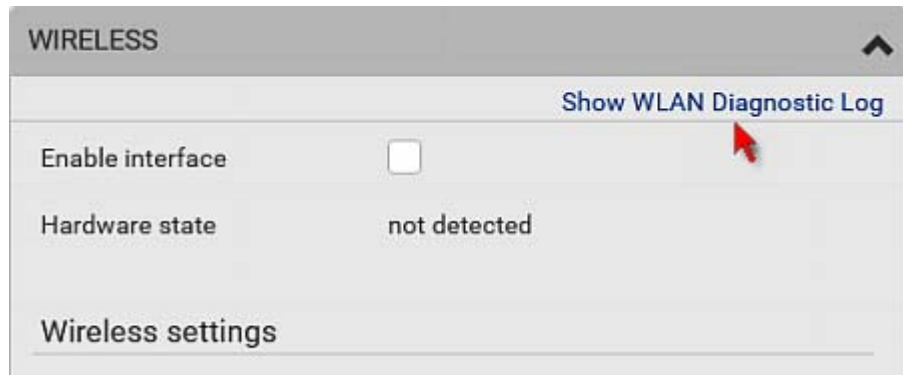 WIRELESS
Show WLAN Diagnostic Log
Enable interface
Hardware state not detected
Wireless settings